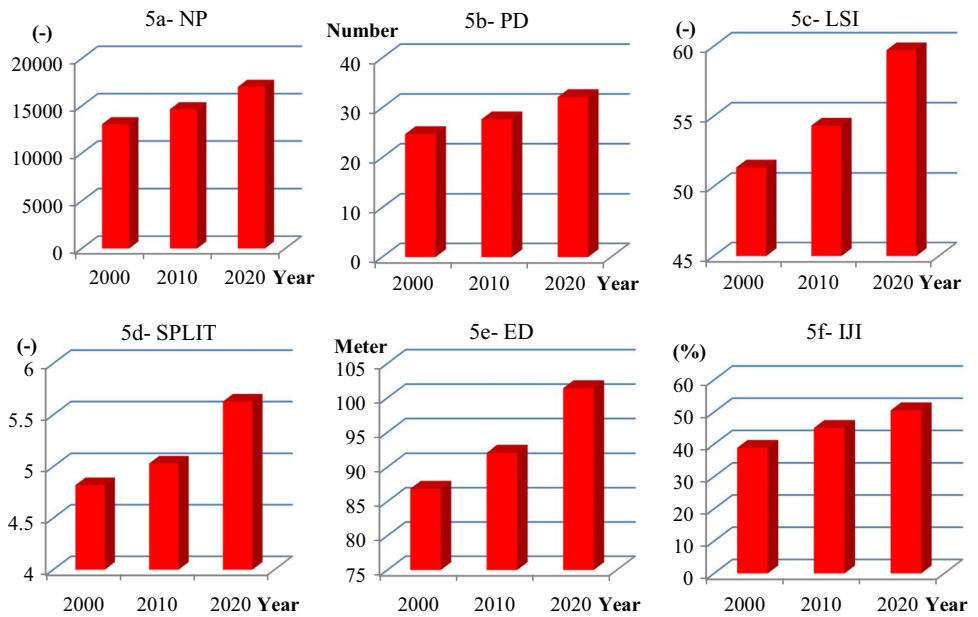 5a- NP
(-)
20000
15000
10000
5000
0
2000 2010 2020 Year
5b- PD
Number
40
30
20
10
0
2000 2010 2020 Year
5c- LSI
(-)
60
55
50
45
2000 2010 2020 Year
5d- SPLIT
(-)
6
5.5
5
4.5
4
2000 2010 2020 Year
5e- ED
Meter
105
100
95
90
85
80
75
2000 2010 2020 Year
5f- IJI
(%)
60
50
40
30
20
10
0
2000 2010 2020 Year